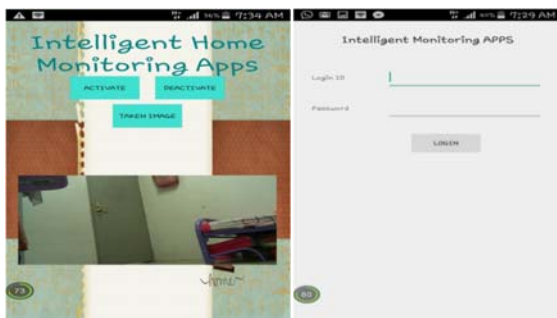 7:34 AM
Intelligent Home
Monitoring Apps
ACTIVATE
DEACTIVATE
TAKEN IMAGE
~home~
73
7:29 AM
Intelligent Monitoring APPS
Login ID
Password
LOGIN
80